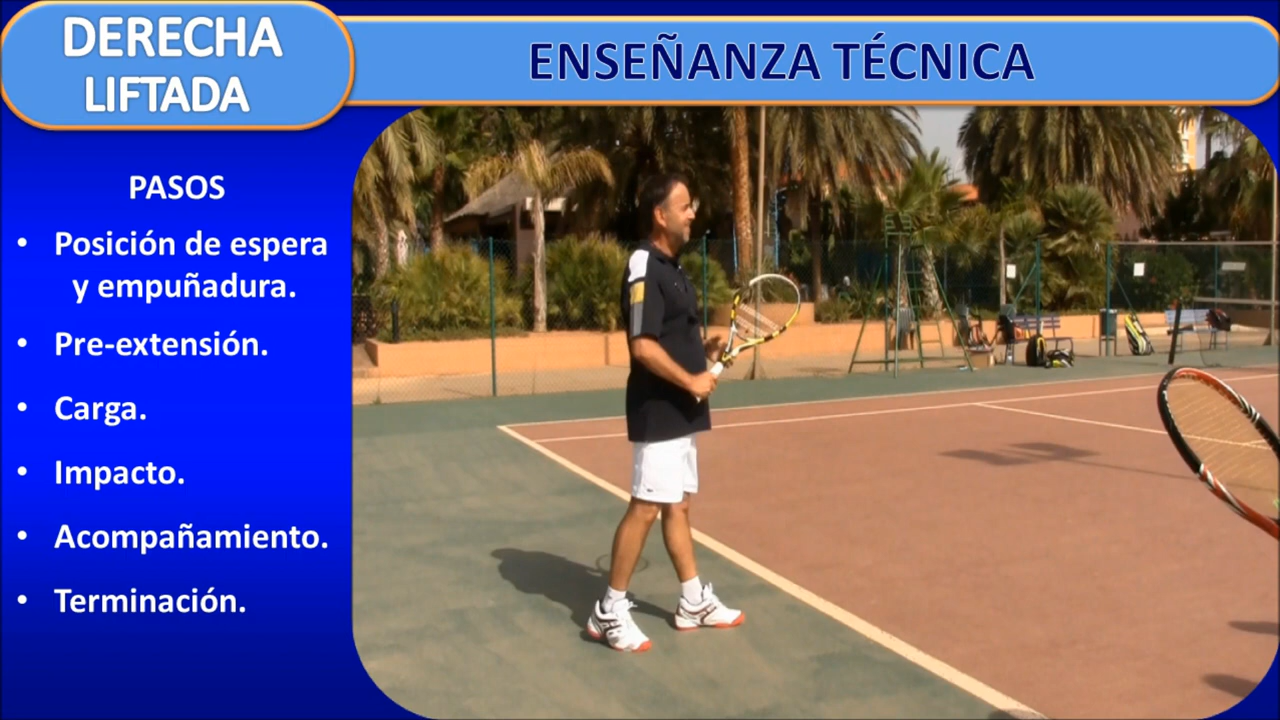 DERECHA
LIFTADA
ENSEÑANZA TÉCNICA
PASOS
• Posición de espera
y empuñadura.
• Pre-extensión.
• Carga.
• Impacto.
• Acompañamiento.
• Terminación.